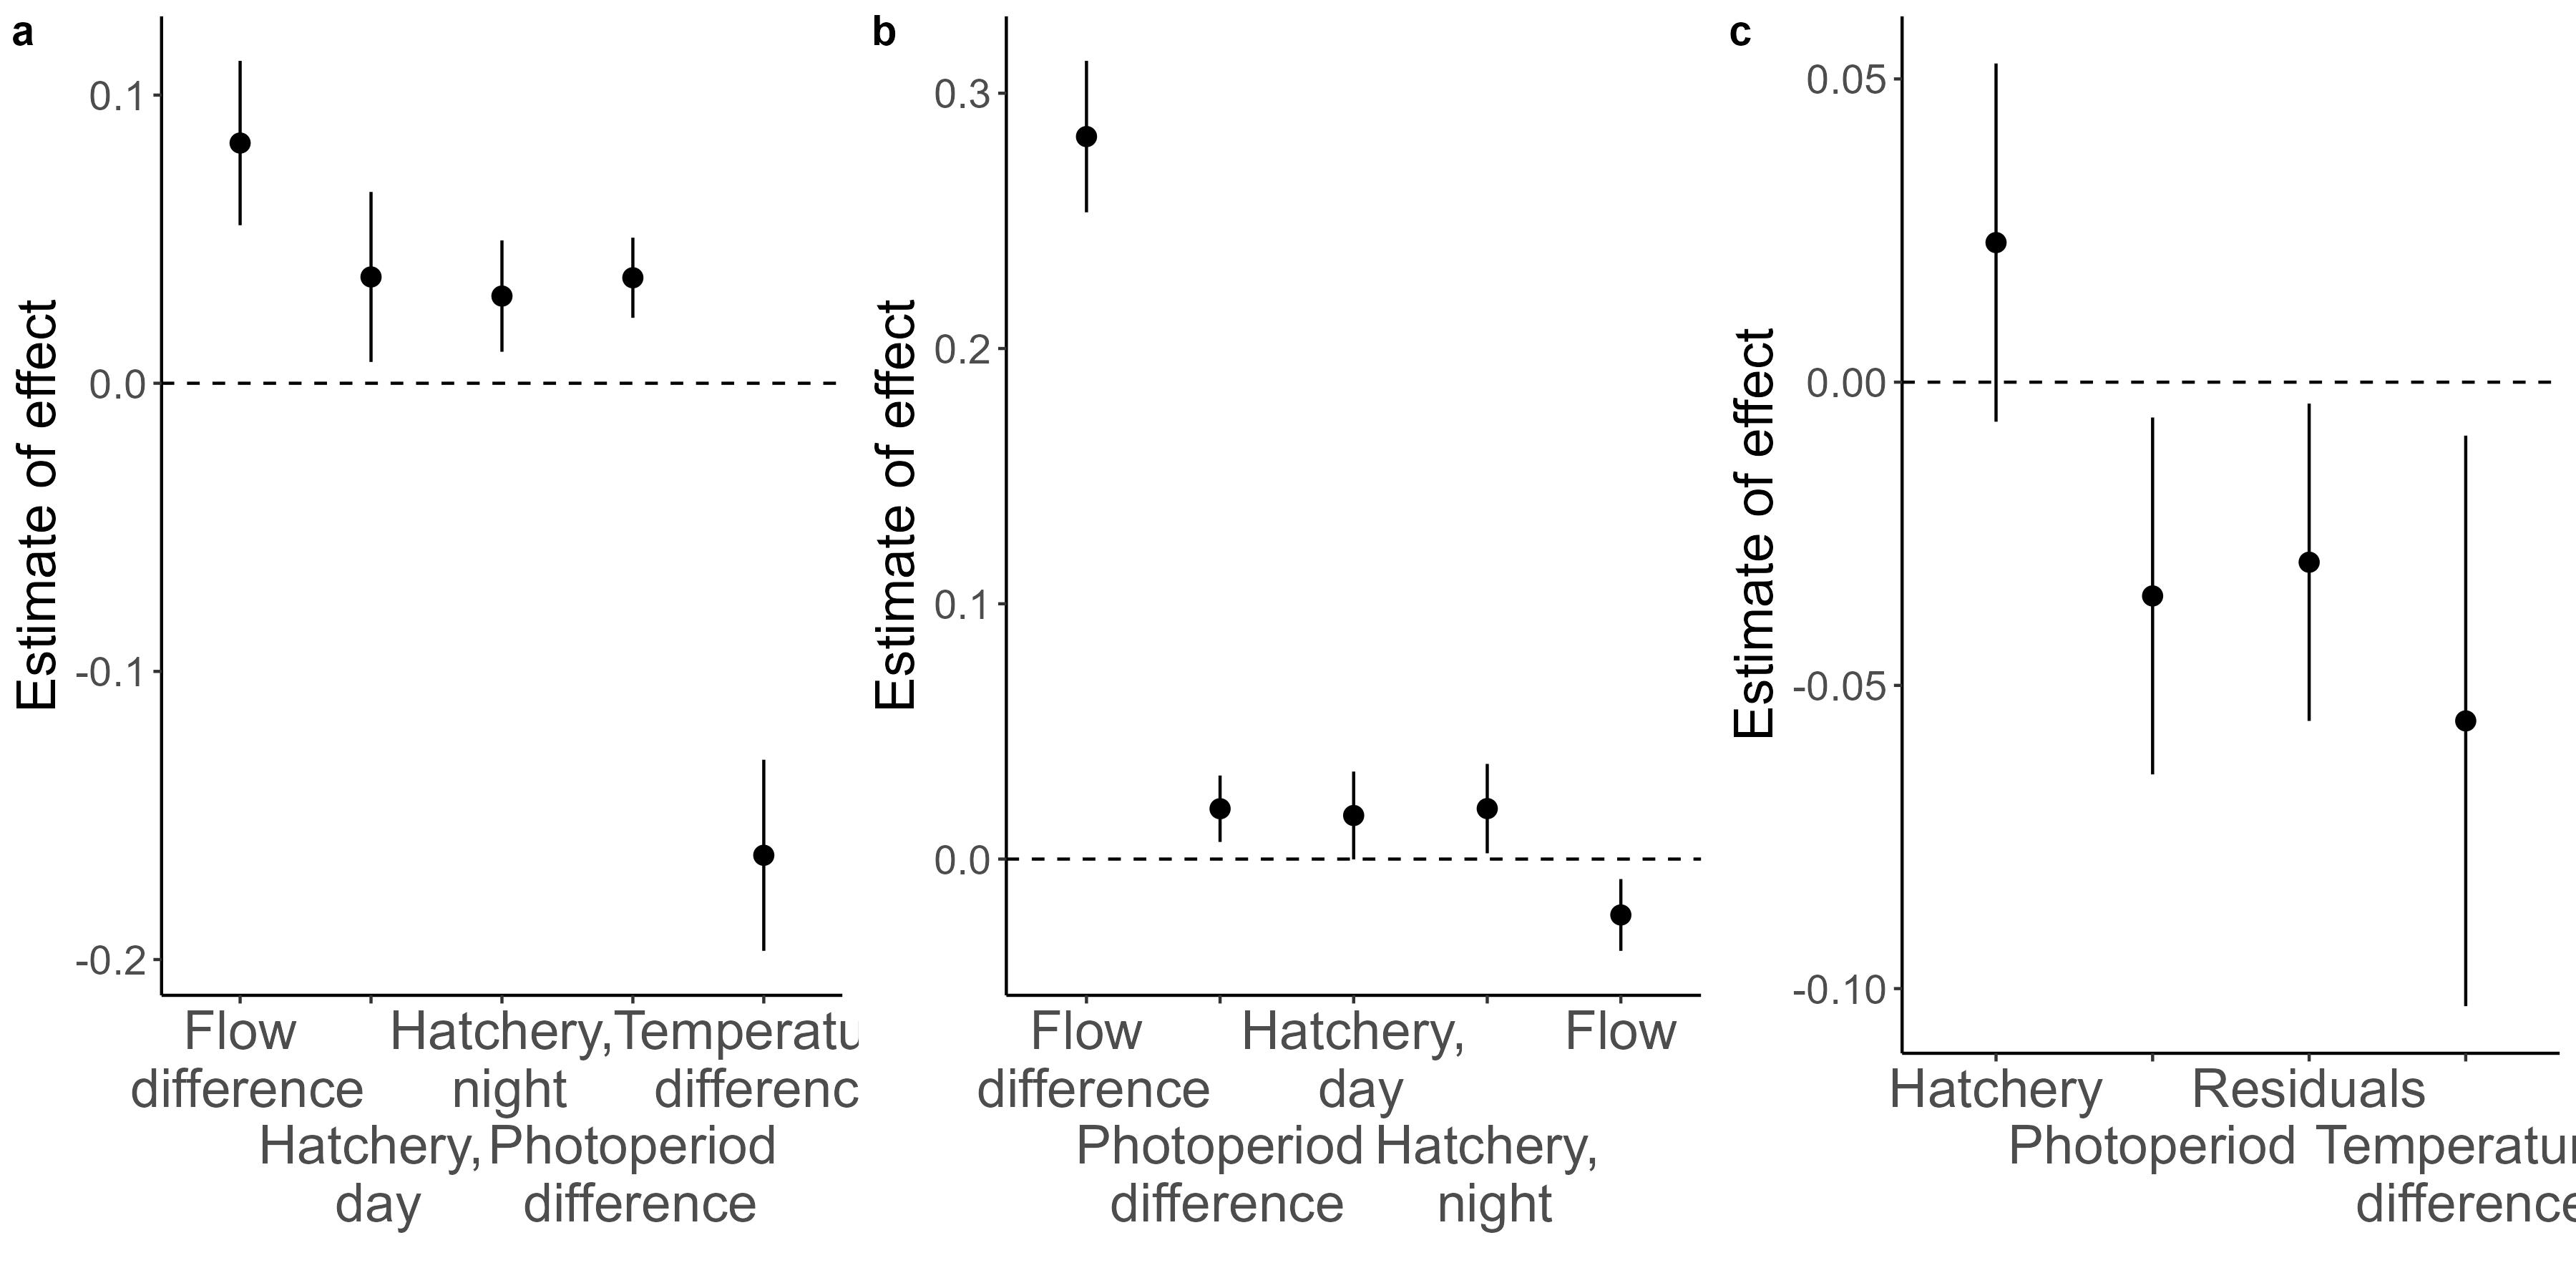 a
0.1
0.0
-0.1
-0.2
Estimate of effect
Flow
difference
Hatchery,
day
Hatchery,
night
Photoperiod
difference
Temperatu
differenc
b
0.3
0.2
0.1
0.0
Estimate of effect
Flow
difference
Photoperiod
difference
Hatchery,
day
Hatchery,
night
Flow
c
0.05
0.00
-0.05
-0.10
Estimate of effect
Hatchery
Photoperiod
Residuals
Temperatur
difference